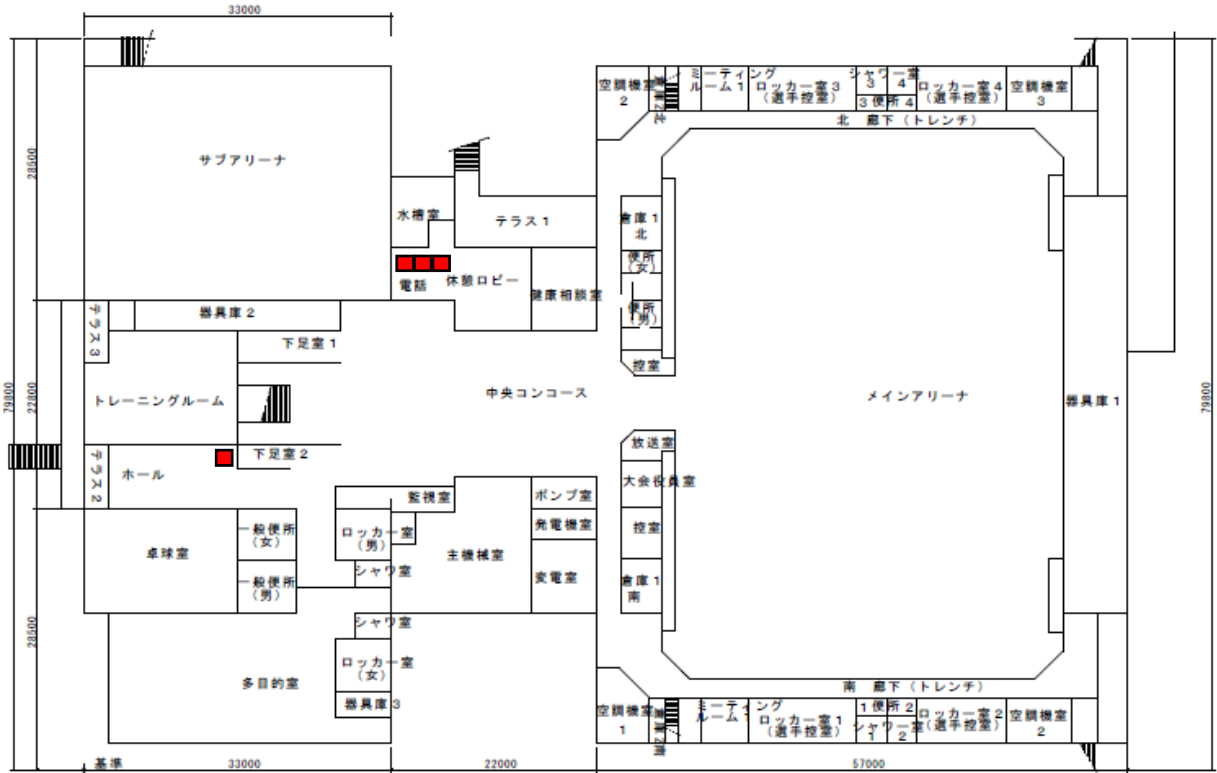 33000
空調機室
2
倉庫2北
ミーティング
ルーム1
ロッカー室3
(選手控室)
シャワー室
3 4
3 便所 4
ロッカー室4
(選手控室)
空調機室
3
北 廊下(トレンチ)
サブアリーナ
28500
水槽室
テラス1
倉庫1
北
便所
(女)
電話
休憩ロビー
健康相談室
便所
(男)
テラス3
器具庫2
下足室1
控室
79800
22800
トレーニングルーム
中央コンコース
メインアリーナ
器具庫1
79800
放送室
テラス2
ホール
下足室2
大会役員室
監視室
ポンプ室
卓球室
一般便所
(女)
ロッカー室
(男)
主機械室
発電機室
控室
シャワ室
一般便所
(男)
変電室
倉庫1
南
28500
シャワ室
多目的室
ロッカー室
(女)
器具庫3
南 廊下(トレンチ)
空調機室
1
倉庫2南
ミーティング
ルーム1
ロッカー室1
(選手控室)
1 便所 2
シャワー室
1 2
ロッカー室2
(選手控室)
空調機室
2
基準
33000
22000
57000